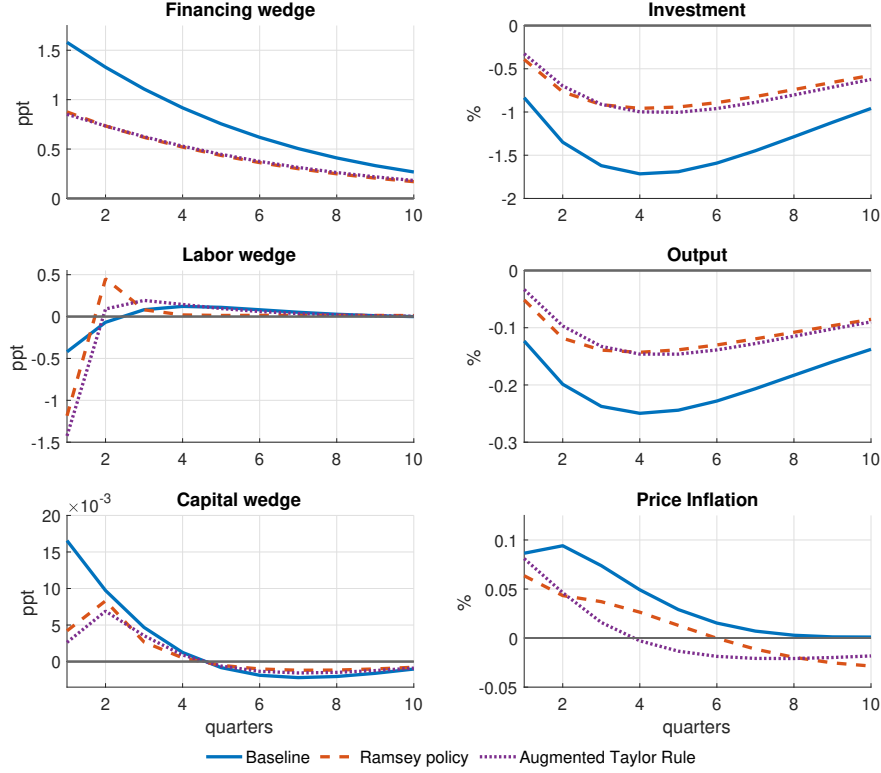 Financing wedge
Investment
ppt
1.5
1
0.5
0
2 4 6 8 10
%
0
-0.5
-1
-1.5
-2
2 4 6 8 10
Labor wedge
Output
ppt
0.5
0
-0.5
-1
-1.5
2 4 6 8 10
%
0
-0.1
-0.2
-0.3
2 4 6 8 10
Capital wedge
Price Inflation
×10⁻³
ppt
20
15
10
5
0
2 4 6 8 10
quarters
%
0.1
0.05
0
-0.05
2 4 6 8 10
quarters
Baseline Ramsey policy Augmented Taylor Rule